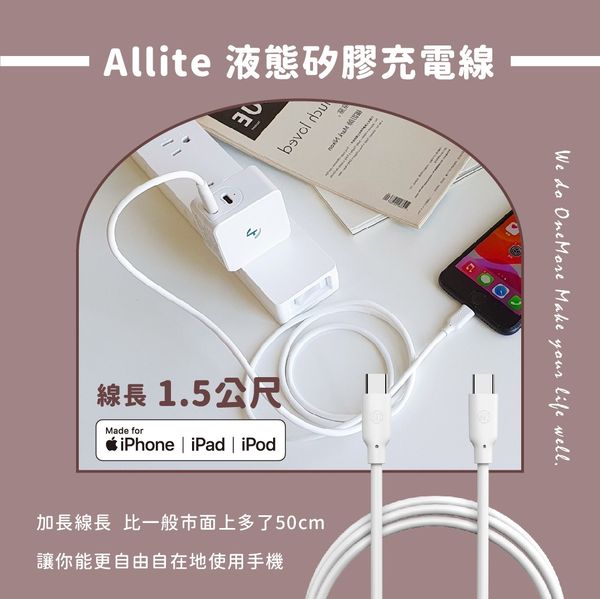 Allite 液態矽膠充電線
much loved
We do OneMore Make your life well.
線長 1.5公尺
Made for
iPhone | iPad | iPod
加長線長 比一般市面上多了50cm
讓你能更自由自在地使用手機